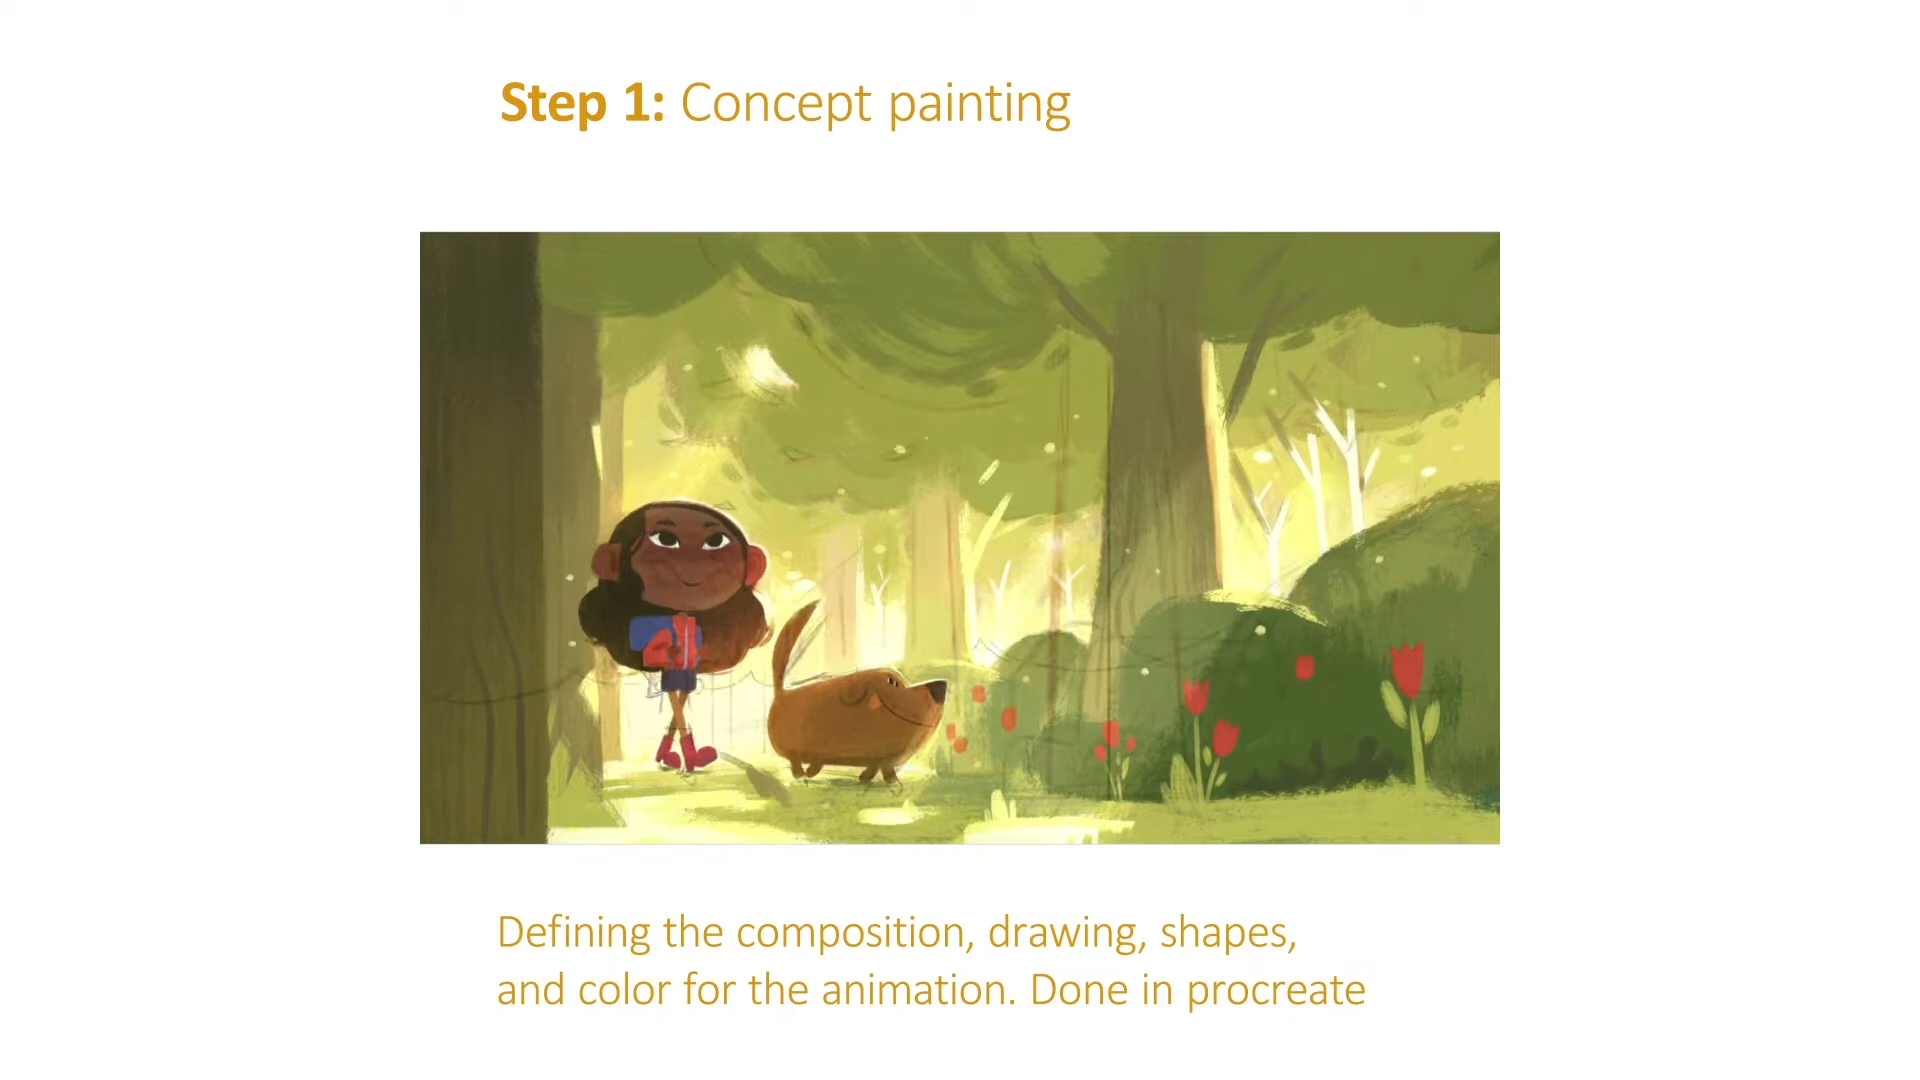 Step 1: Concept painting
Defining the composition, drawing, shapes,
and color for the animation. Done in procreate